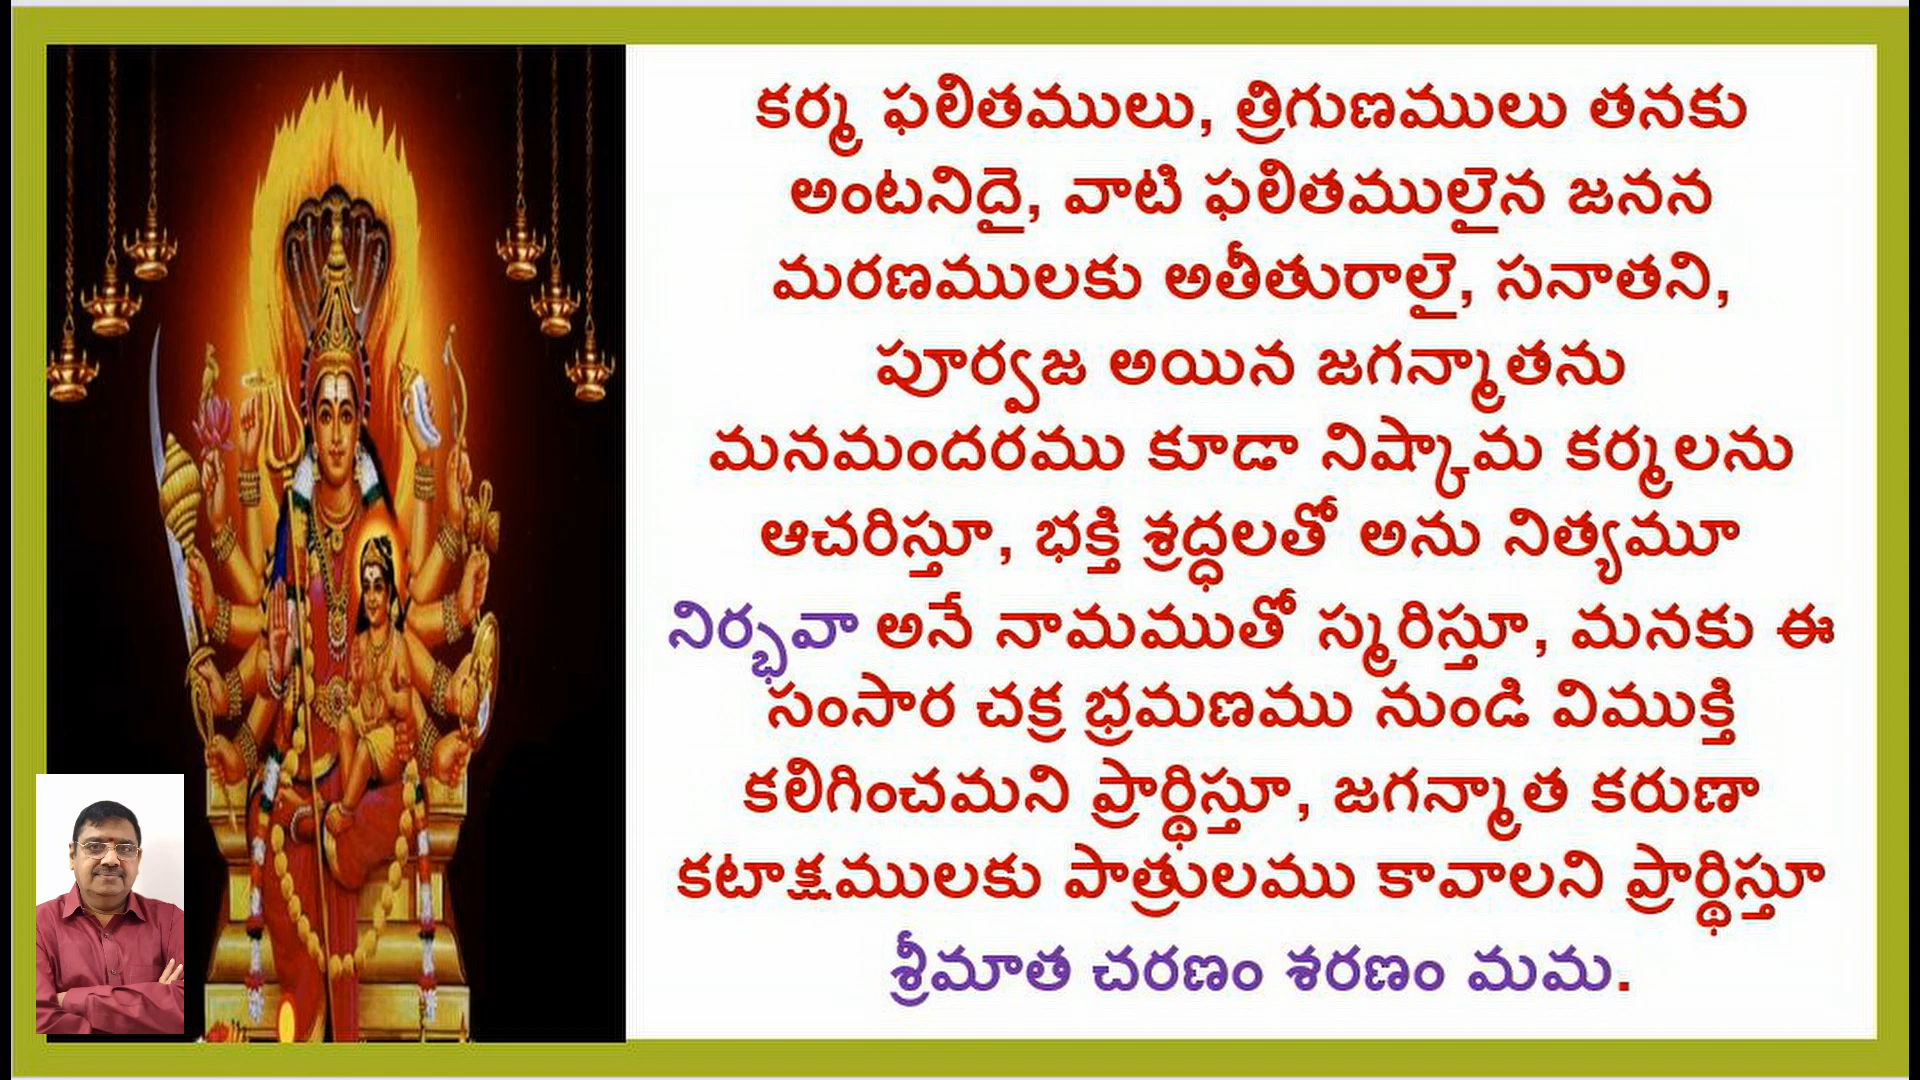 కర్మ ఫలితములు, త్రిగుణములు తనకు
అంటనిదై, వాటి ఫలితములైన జనన
మరణములకు అతీతురాలై, సనాతని,
పూర్వజ అయిన జగన్మాతను
మనమందరము కూడా నిష్కామ కర్మలను
ఆచరిస్తూ, భక్తి శ్రద్ధలతో అను నిత్యమూ
నిర్భవా అనే నామముతో స్మరిస్తూ, మనకు ఈ
సంసార చక్ర భ్రమణము నుండి విముక్తి
కలిగించమని ప్రార్థిస్తూ, జగన్మాత కరుణా
కటాక్షములకు పాత్రులము కావాలని ప్రార్థిస్తూ
శ్రీమాత చరణం శరణం మమ.